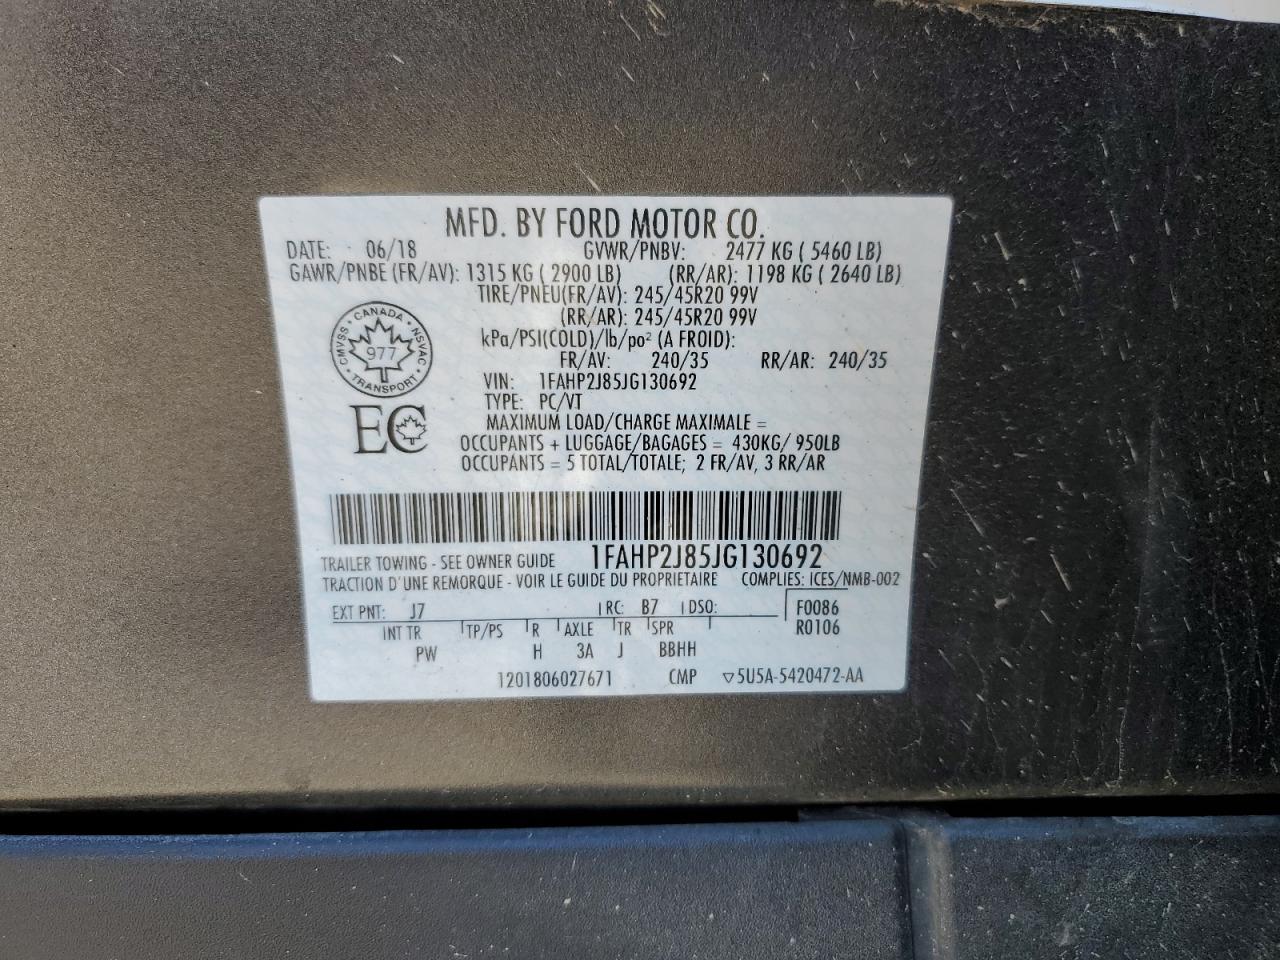 MFD. BY FORD MOTOR CO.
DATE: 06/18 GVWR/PNBV: 2477 KG ( 5460 LB)
GAWR/PNBE (FR/AV): 1315 KG ( 2900 LB) (RR/AR): 1198 KG ( 2640 LB)
TIRE/PNEU(FR/AV): 245/45R20 99V
(RR/AR): 245/45R20 99V
kPa/PSI(COLD)/lb/po² (A FROID):
FR/AV: 240/35 RR/AR: 240/35
VIN: 1FAHP2J85JG130692
TYPE: PC/VT
MAXIMUM LOAD/CHARGE MAXIMALE =
OCCUPANTS + LUGGAGE/BAGAGES = 430KG/ 950LB
OCCUPANTS = 5 TOTAL/TOTALE; 2 FR/AV, 3 RR/AR
CMVSS • CANADA • NSVAC • TRANSPORT •
977
EC
1FAHP2J85JG130692
TRAILER TOWING - SEE OWNER GUIDE
TRACTION D'UNE REMORQUE - VOIR LE GUIDE DU PROPRIETAIRE COMPLIES: ICES/NMB-002
EXT PNT: J7 RC: B7 DSO: F0086
INT TR TP/PS R AXLE TR SPR R0106
PW H 3A J BBHH
1201806027671 CMP ▽5U5A-5420472-AA